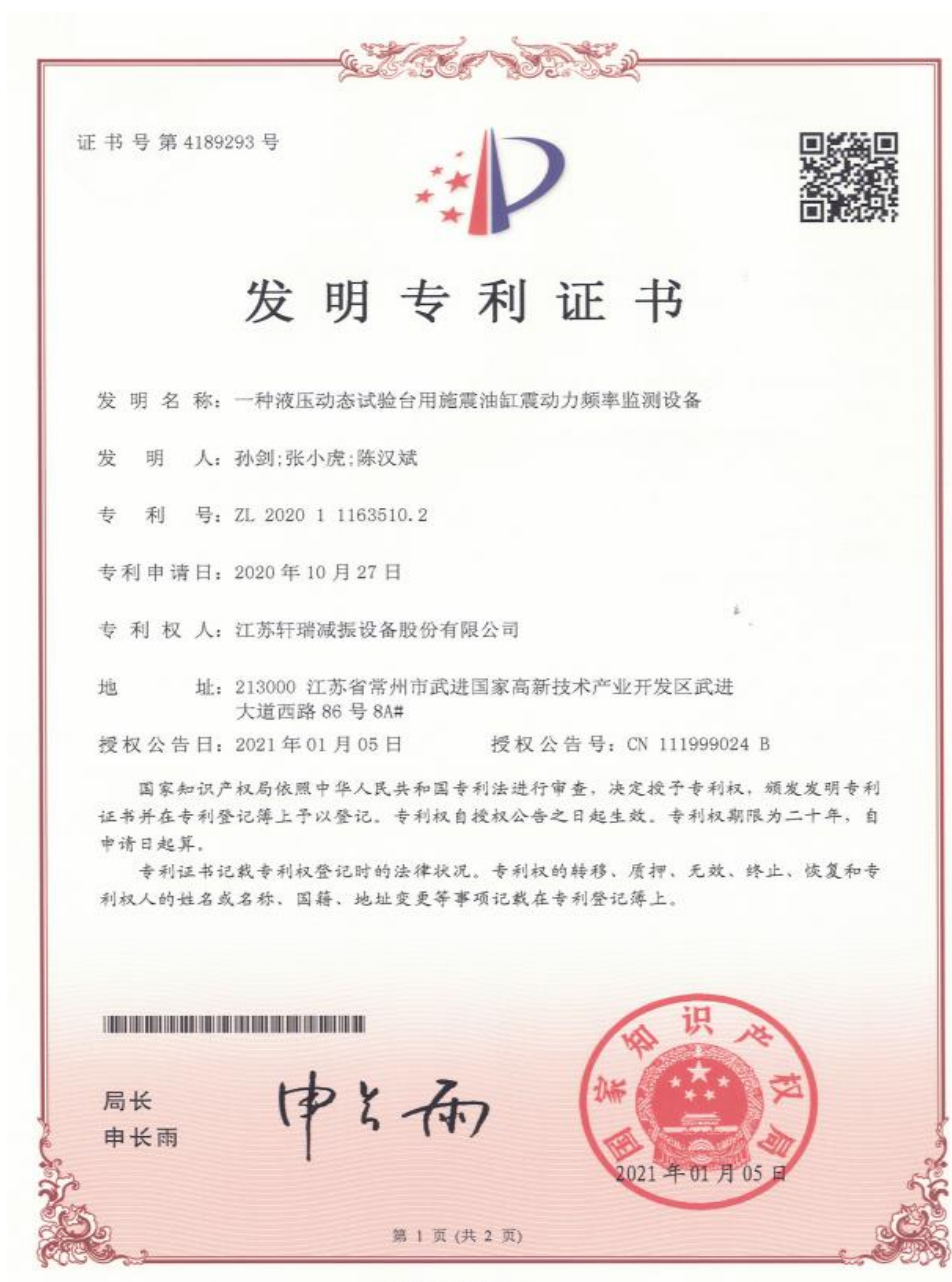 证书号第4189293号
发明专利证书
发明名称：一种液压动态试验台用施震油缸震动力频率监测设备
发明人：孙剑;张小虎;陈汉斌
专利号：ZL 2020 1 1163510.2
专利申请日：2020年10月27日
专利权人：江苏轩瑞减振设备股份有限公司
地址：213000 江苏省常州市武进国家高新技术产业开发区武进
大道西路86号8A#
授权公告日：2021年01月05日 授权公告号：CN 111999024 B
国家知识产权局依照中华人民共和国专利法进行审查，决定授予专利权，颁发发明专利
证书并在专利登记簿上予以登记。专利权自授权公告之日起生效。专利权期限为二十年，自
申请日起算。
专利证书记载专利权登记时的法律状况。专利权的转移、质押、无效、终止、恢复和专
利权人的姓名或名称、国籍、地址变更等事项记载在专利登记簿上。
局长
申长雨
申长雨
国家知识产权局
2021年01月05日
第 1 页 (共 2 页)